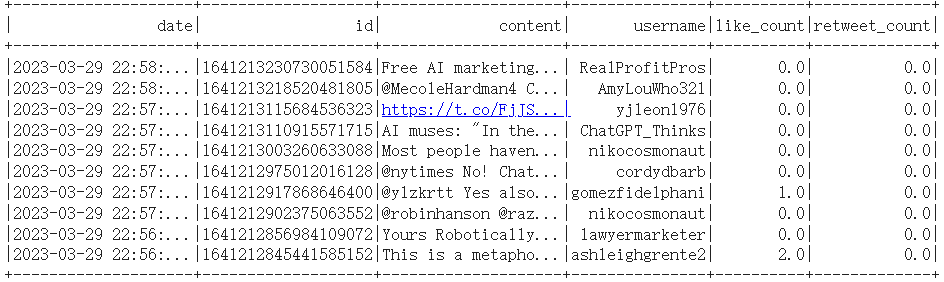 +--------------------+-------------------+--------------------+---------------+----------+-------------+
| date| id| content| username|like_count|retweet_count|
+--------------------+-------------------+--------------------+---------------+----------+-------------+
|2023-03-29 22:58:...|1641213230730051584|Free AI marketing...| RealProfitPros| 0.0| 0.0|
|2023-03-29 22:58:...|1641213218520481805|@MecoleHardman4 C...| AmyLouWho321| 0.0| 0.0|
|2023-03-29 22:57:...|1641213115684536323|https://t.co/FjJS...| yjleon1976| 0.0| 0.0|
|2023-03-29 22:57:...|1641213110915571715|AI muses: "In the...| ChatGPT_Thinks| 0.0| 0.0|
|2023-03-29 22:57:...|1641213003260633088|Most people haven...| nikocosmonaut| 0.0| 0.0|
|2023-03-29 22:57:...|1641212975012016128|@nytimes No! Chat...| cordydbarb| 0.0| 0.0|
|2023-03-29 22:57:...|1641212917868646400|@ylzkrtt Yes also...|gomezfidelphani| 1.0| 0.0|
|2023-03-29 22:57:...|1641212902375063552|@robinhanson @raz...| nikocosmonaut| 0.0| 0.0|
|2023-03-29 22:56:...|1641212856984109072|Yours Robotically...| lawyermarketer| 0.0| 0.0|
|2023-03-29 22:56:...|1641212845441585152|This is a metapho...|ashleighgrente2| 2.0| 0.0|
+--------------------+-------------------+--------------------+---------------+----------+-------------+